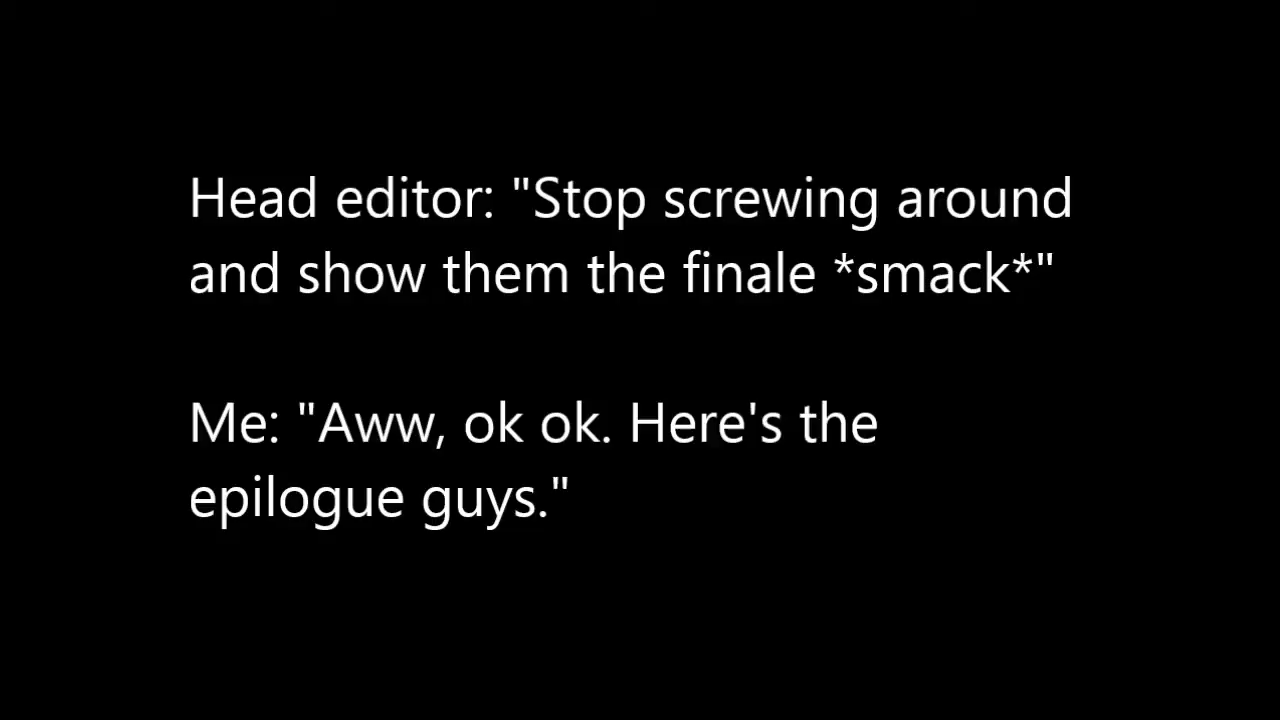 Head editor: "Stop screwing around
and show them the finale *smack*"
Me: "Aww, ok ok. Here's the
epilogue guys."